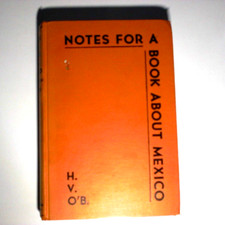 NOTES FOR A
BOOK ABOUT MEXICO
H.
V.
O'B.